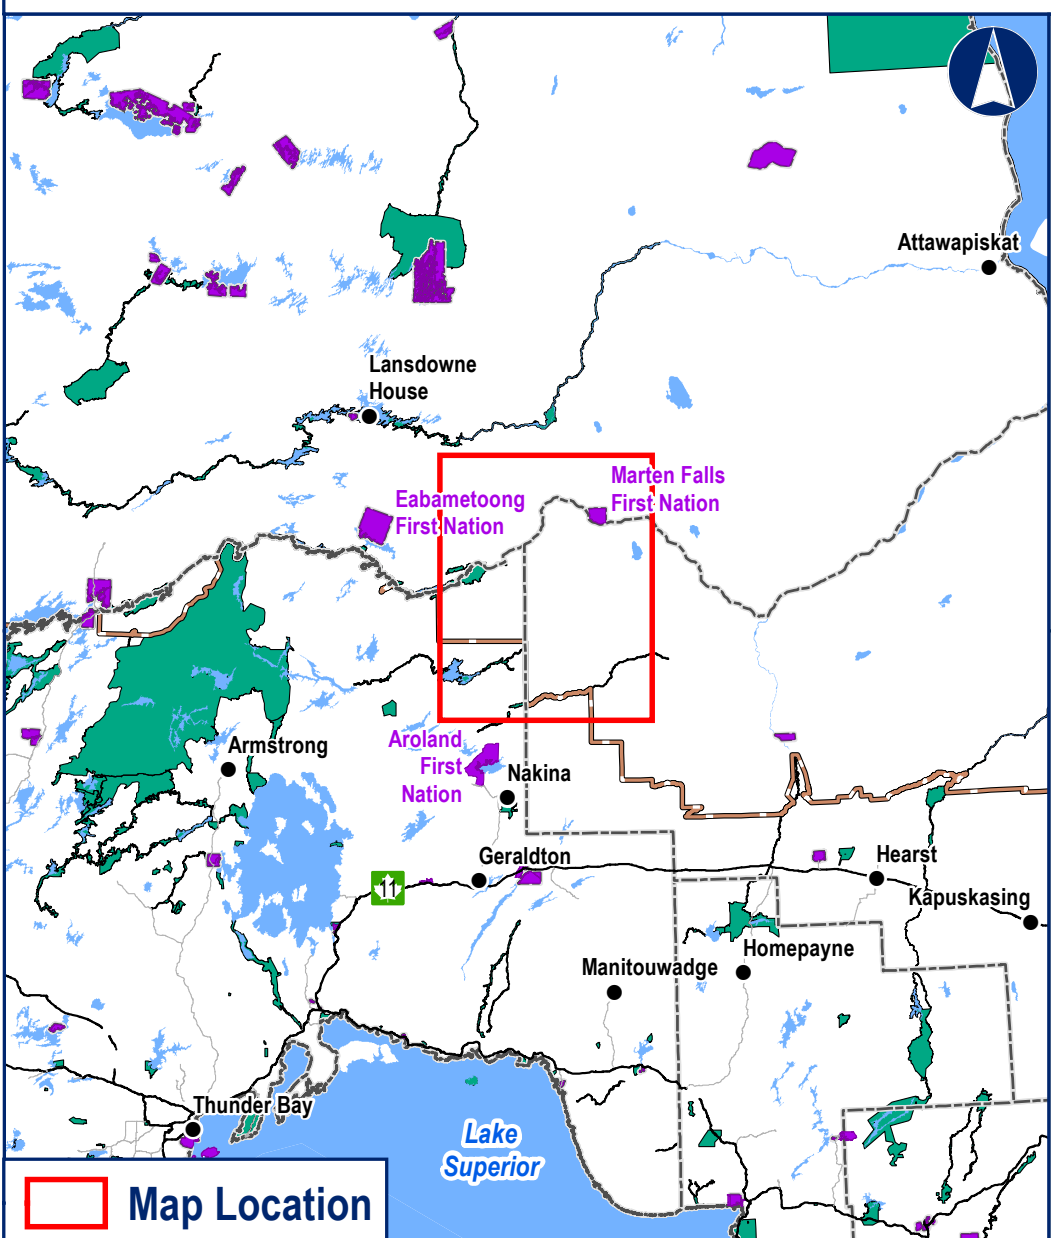 Attawapiskat
Lansdowne
House
Marten Falls
First Nation
Eabametoong
First Nation
Aroland
First
Nation
Armstrong
Nakina
Geraldton
11
Hearst
Kapuskasing
Homepayne
Manitouwadge
Thunder Bay
Lake
Superior
Map Location